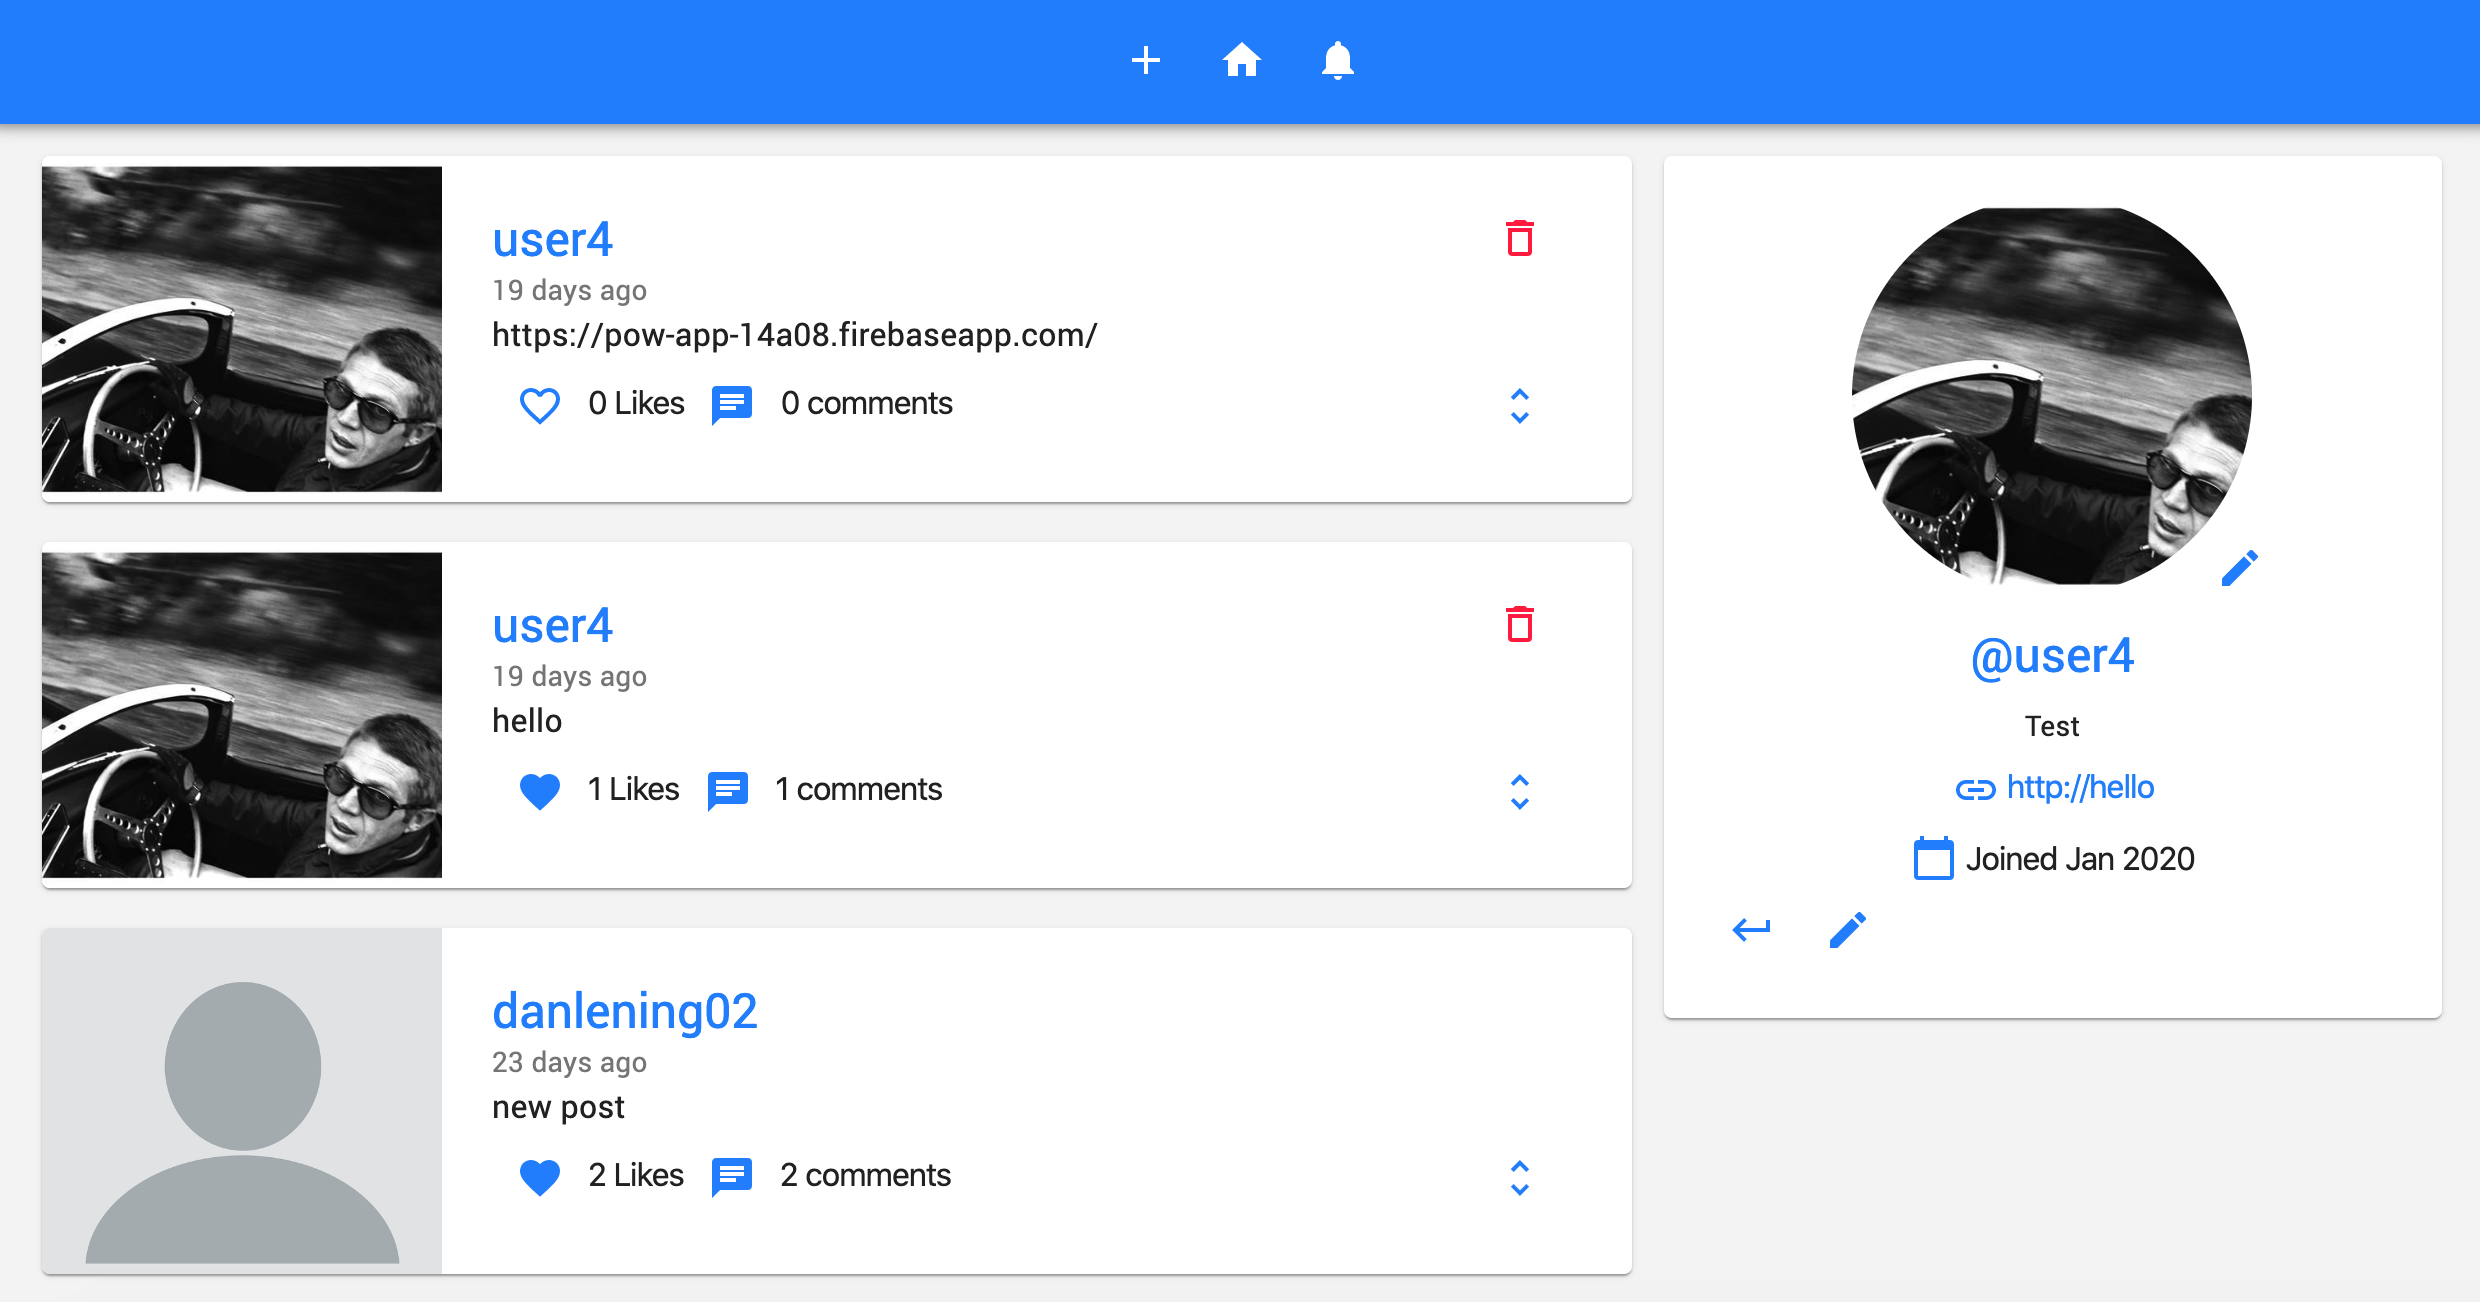 user4
19 days ago
https://pow-app-14a08.firebaseapp.com/
0 Likes 0 comments
user4
19 days ago
hello
1 Likes 1 comments
danlening02
23 days ago
new post
2 Likes 2 comments
@user4
Test
http://hello
Joined Jan 2020